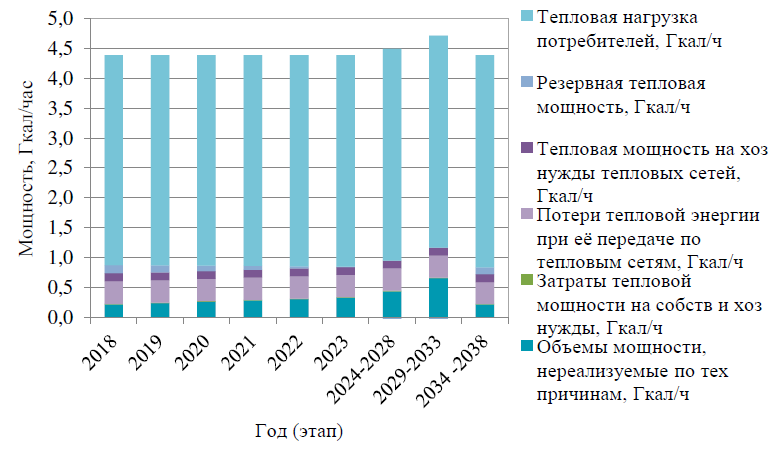 5,0
4,5
4,0
3,5
3,0
2,5
2,0
1,5
1,0
0,5
0,0
Мощность, Гкал/час
2018
2019
2020
2021
2022
2023
2024-2028
2029-2033
2034 -2038
Год (этап)
Тепловая нагрузка
потребителей, Гкал/ч
Резервная тепловая
мощность, Гкал/ч
Тепловая мощность на хоз
нужды тепловых сетей,
Гкал/ч
Потери тепловой энергии
при её передаче по
тепловым сетям, Гкал/ч
Затраты тепловой
мощности на собств и хоз
нужды, Гкал/ч
Объемы мощности,
нереализуемые по тех
причинам, Гкал/ч